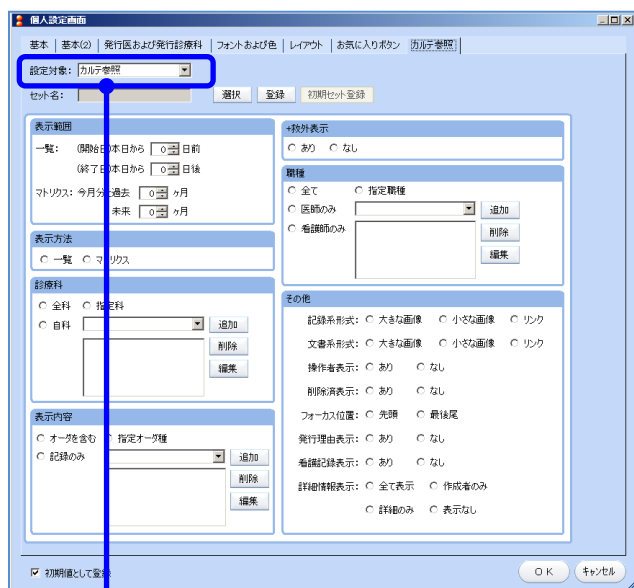 個人設定画面
基本 基本(2) 発行医および発行診療科 フォントおよび色 レイアウト お気に入りボタン カルテ参照
設定対象: カルテ参照
セット名: 選択 登録 初期セット登録
表示範囲
一覧: (開始日)本日から 0 日前
(終了日)本日から 0 日後
マトリクス: 今月分と過去 0 ヶ月
未来 0 ヶ月
表示方法
一覧 マトリクス
診療科
全科 指定科
自科 追加
削除
編集
表示内容
オーダを含む 指定オーダ種
記録のみ 追加
削除
編集
+枚外表示
あり なし
職種
全て 指定職種
医師のみ 追加
看護師のみ 削除
編集
その他
記録系形式: 大きな画像 小さな画像 リンク
文書系形式: 大きな画像 小さな画像 リンク
操作者表示: あり なし
削除済表示: あり なし
フォーカス位置: 先頭 最後尾
発行理由表示: あり なし
看護記録表示: あり なし
詳細情報表示: 全て表示 作成者のみ
詳細のみ 表示なし
初期値として登録
OK キャンセル